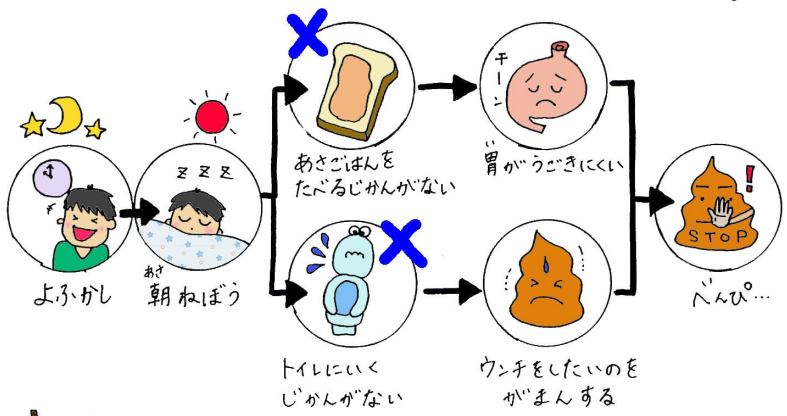 よふかし
z z z
あさ
朝ねぼう
あさごはんを
たべるじかんがない
チーン
い
胃がうごきにくい
トイレにいく
じかんがない
ウンチをしたいのを
がまんする
!
STOP
べんぴ…